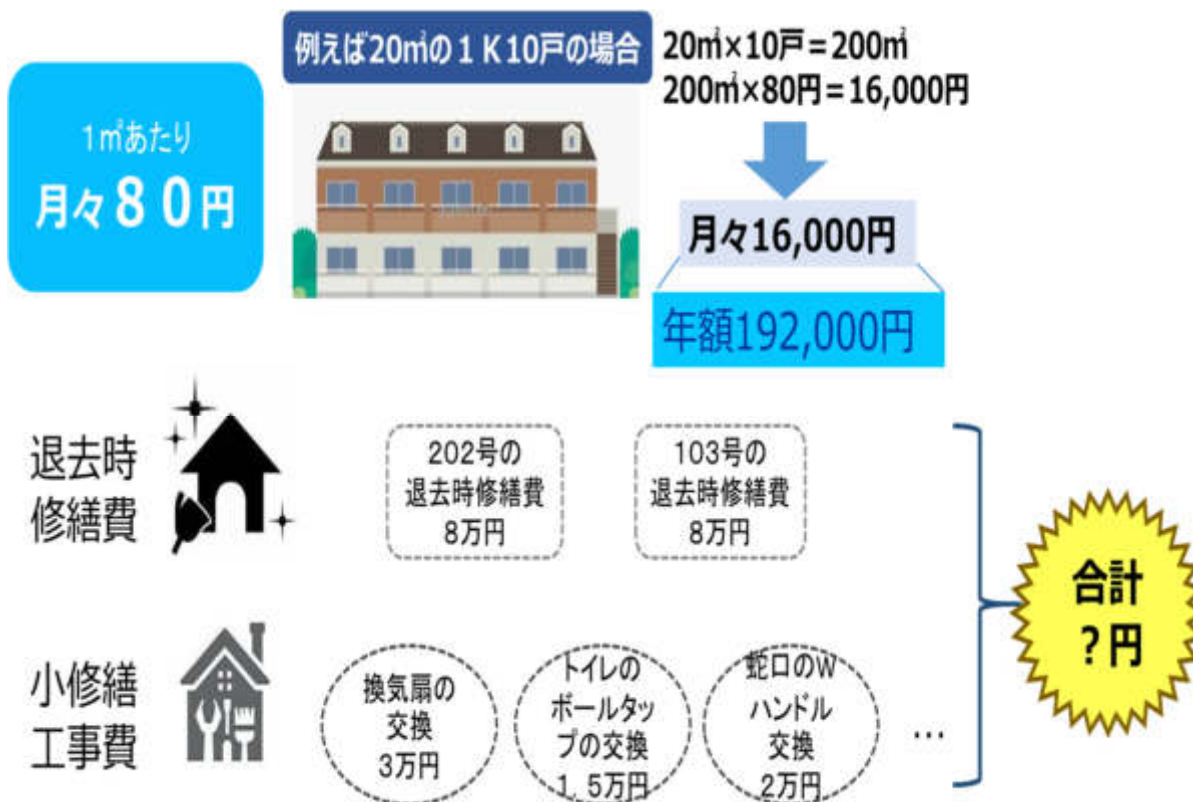 例えば20㎡の１Ｋ10戸の場合
20㎡×10戸＝200㎡
200㎡×80円＝16,000円
1㎡あたり
月々８０円
月々16,000円
年額192,000円
退去時
修繕費
202号の
退去時修繕費
8万円
103号の
退去時修繕費
8万円
合計
？円
小修繕
工事費
換気扇の
交換
3万円
トイレの
ボールタッ
プの交換
1.5万円
蛇口のＷ
ハンドル
交換
2万円
…